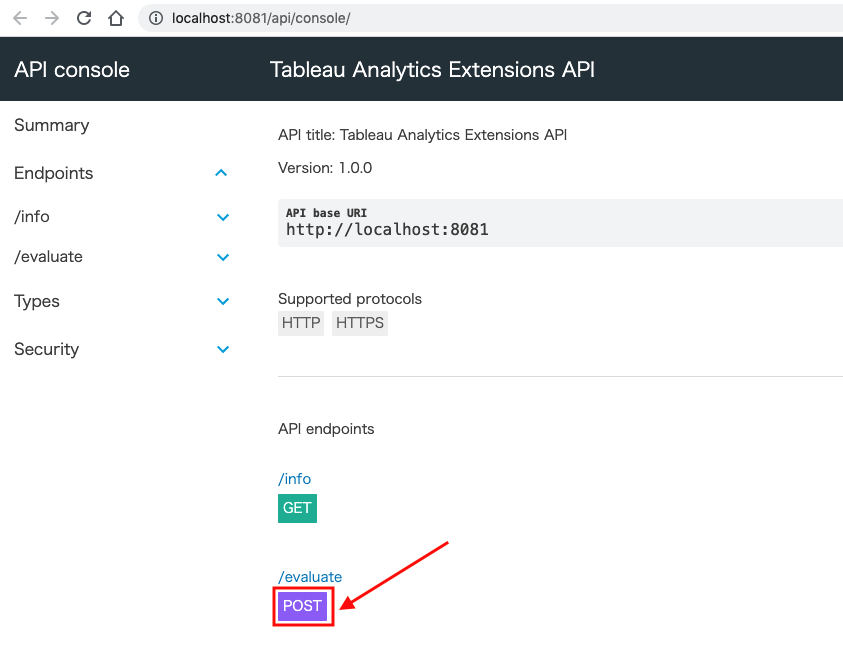 localhost:8081/api/console/
API console
Tableau Analytics Extensions API
Summary
Endpoints
/info
/evaluate
Types
Security
API title: Tableau Analytics Extensions API
Version: 1.0.0
API base URI
http://localhost:8081
Supported protocols
HTTP HTTPS
API endpoints
/info
GET
/evaluate
POST